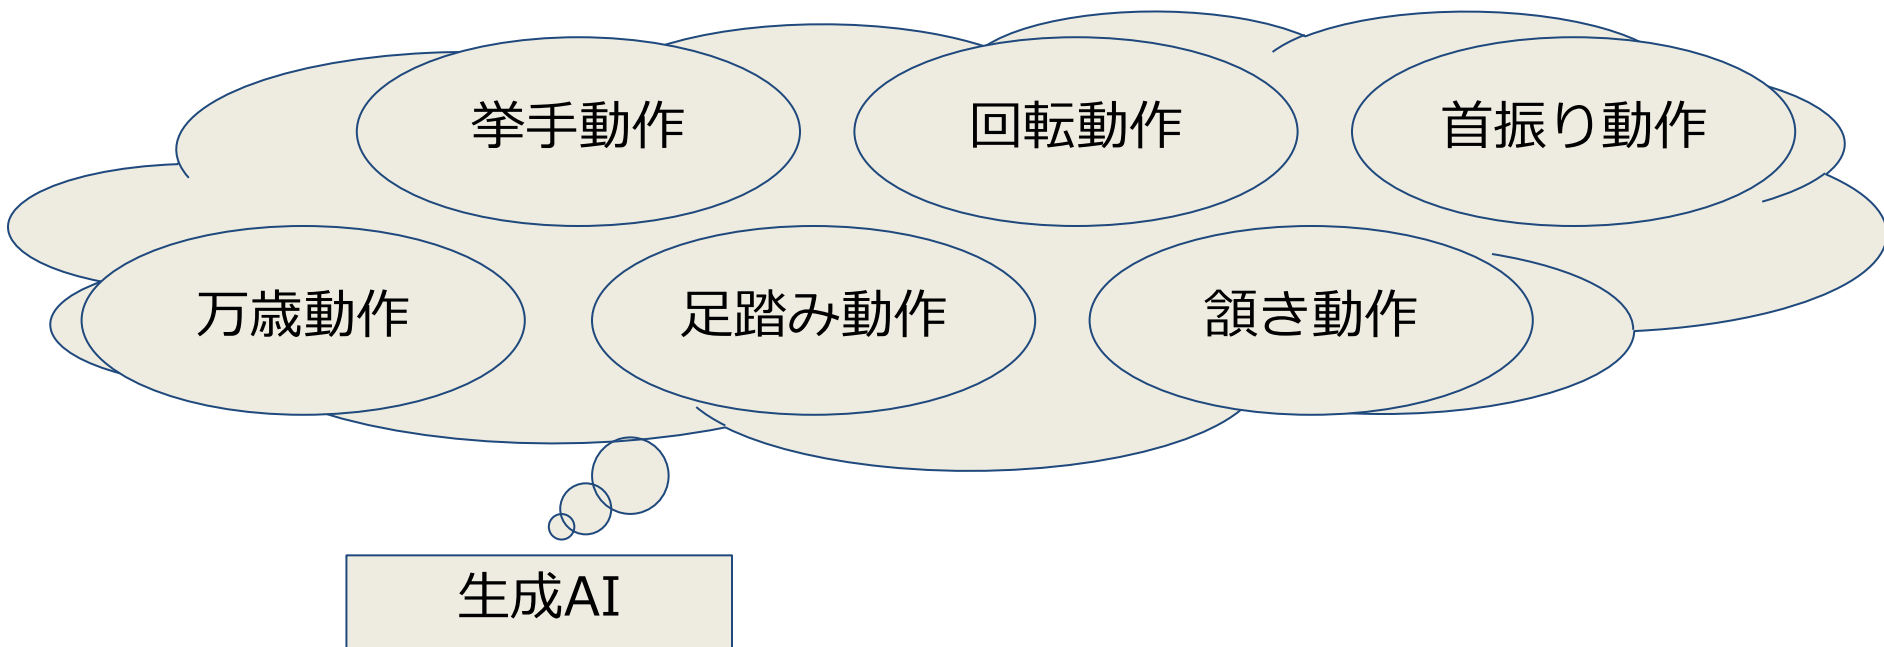 挙手動作
回転動作
首振り動作
万歳動作
足踏み動作
頷き動作
生成AI